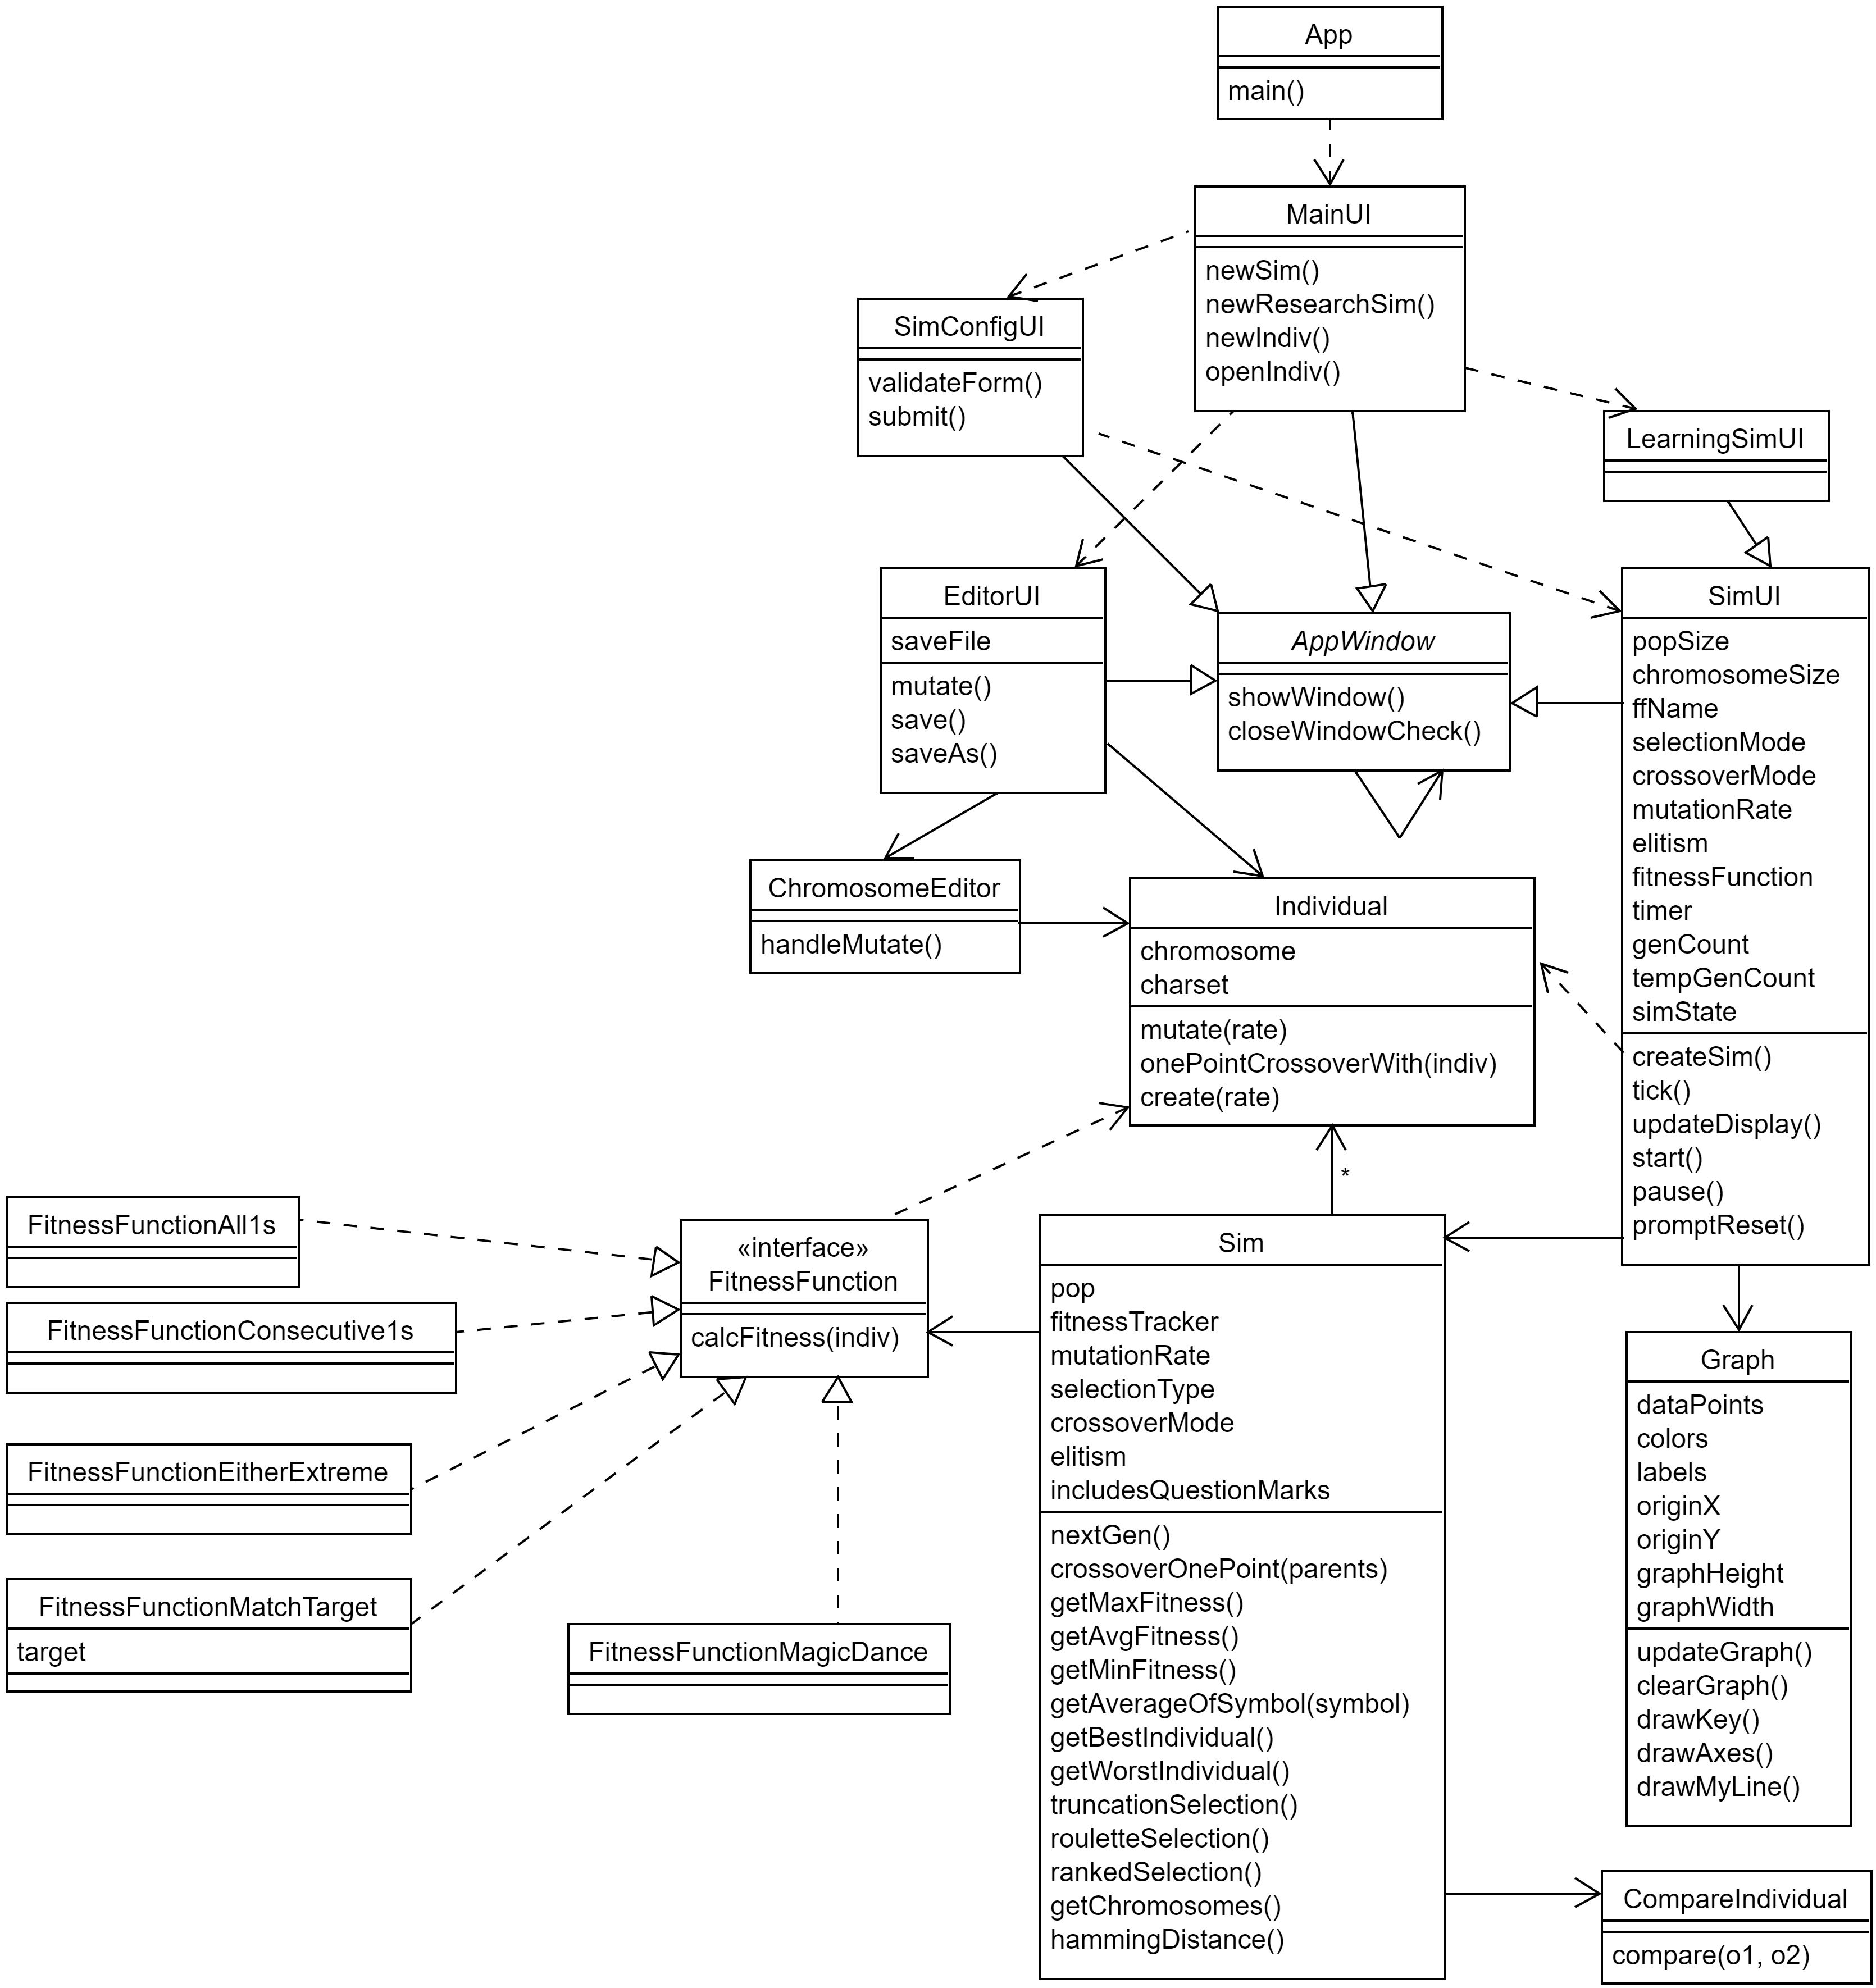 App
main()
MainUI
newSim()
newResearchSim()
newIndiv()
openIndiv()
SimConfigUI
validateForm()
submit()
LearningSimUI
EditorUI
saveFile
mutate()
save()
saveAs()
AppWindow
showWindow()
closeWindowCheck()
SimUI
popSize
chromosomeSize
ffName
selectionMode
crossoverMode
mutationRate
elitism
fitnessFunction
timer
genCount
tempGenCount
simState
createSim()
tick()
updateDisplay()
start()
pause()
promptReset()
ChromosomeEditor
handleMutate()
Individual
chromosome
charset
mutate(rate)
onePointCrossoverWith(indiv)
create(rate)
*
FitnessFunctionAll1s
FitnessFunctionConsecutive1s
FitnessFunctionEitherExtreme
FitnessFunctionMatchTarget
target
«interface»
FitnessFunction
calcFitness(indiv)
FitnessFunctionMagicDance
Sim
pop
fitnessTracker
mutationRate
selectionType
crossoverMode
elitism
includesQuestionMarks
nextGen()
crossoverOnePoint(parents)
getMaxFitness()
getAvgFitness()
getMinFitness()
getAverageOfSymbol(symbol)
getBestIndividual()
getWorstIndividual()
truncationSelection()
rouletteSelection()
rankedSelection()
getChromosomes()
hammingDistance()
Graph
dataPoints
colors
labels
originX
originY
graphHeight
graphWidth
updateGraph()
clearGraph()
drawKey()
drawAxes()
drawMyLine()
CompareIndividual
compare(o1, o2)